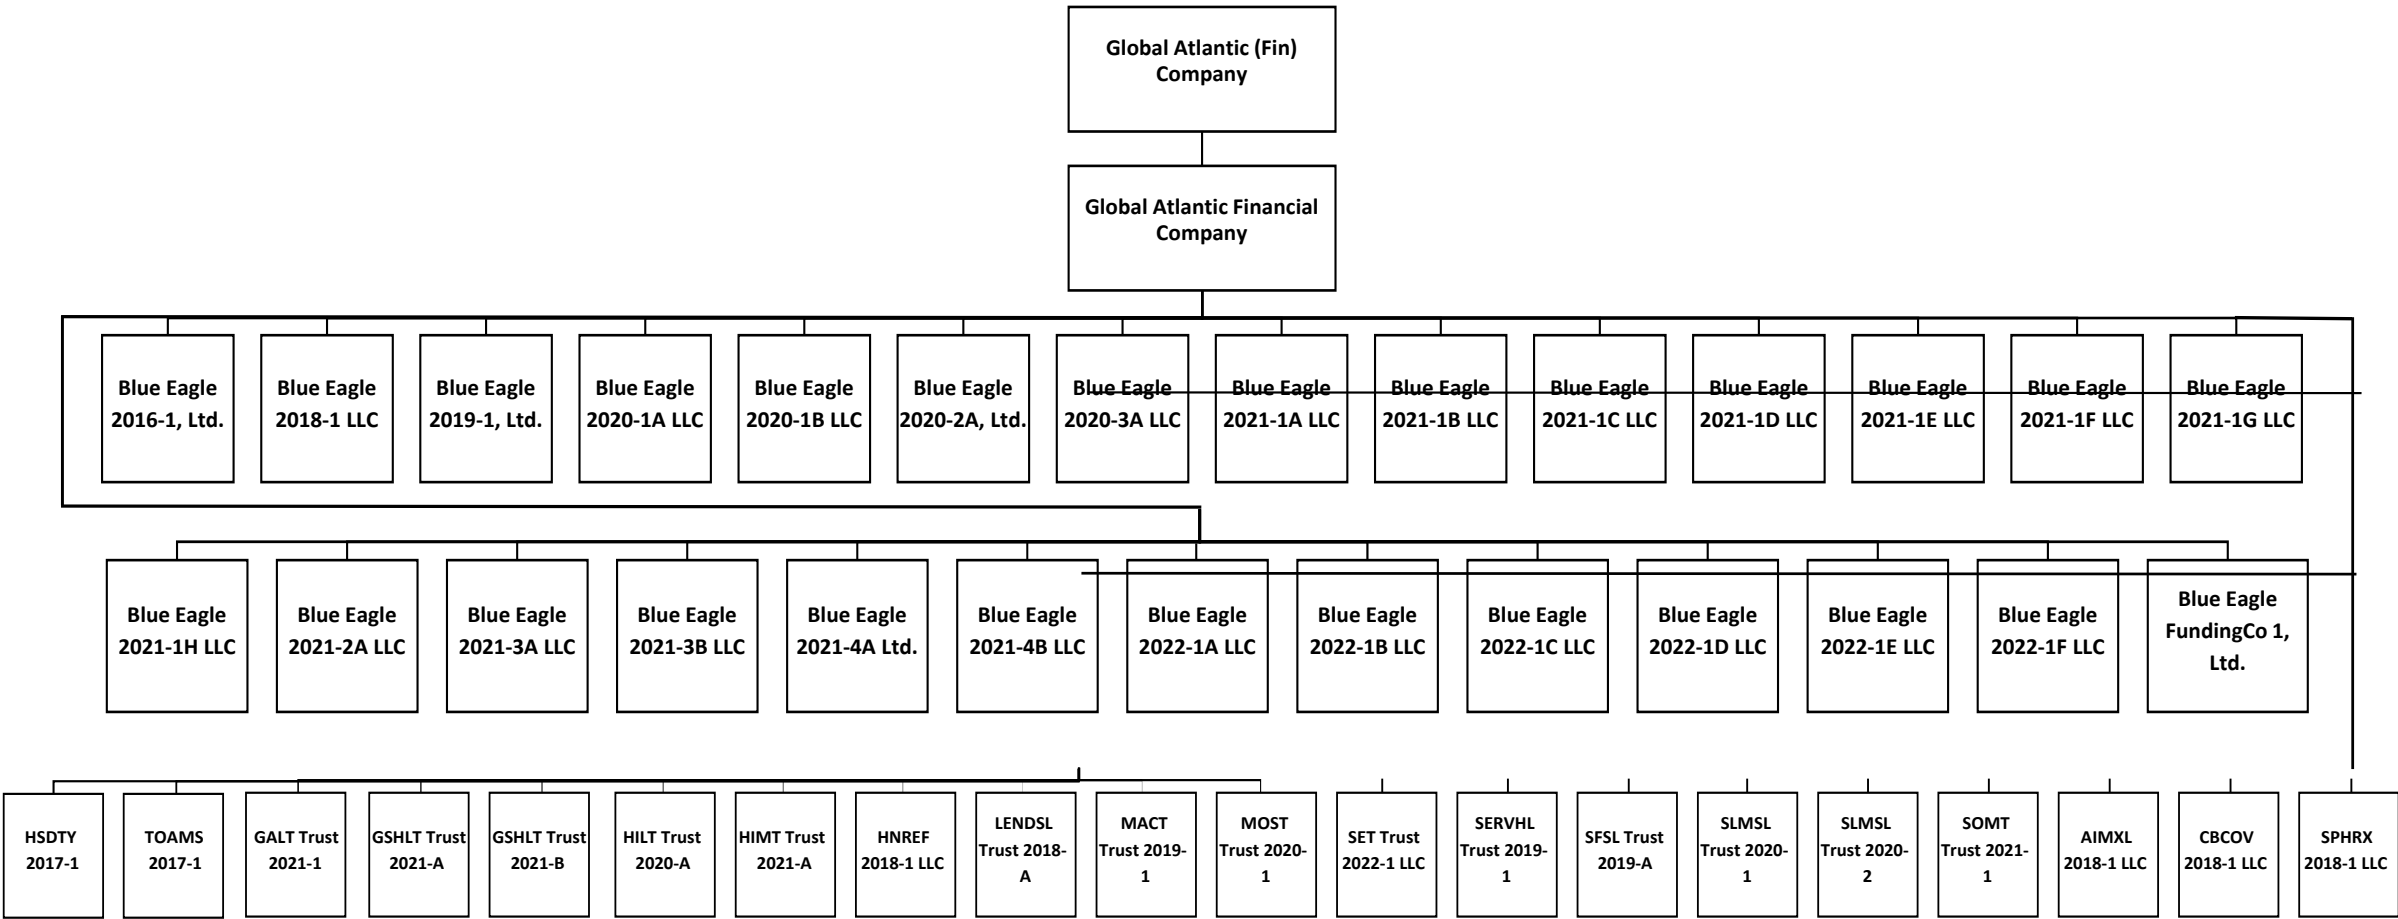 Global Atlantic (Fin)
Company
Global Atlantic Financial
Company
Blue Eagle
2016-1, Ltd.
Blue Eagle
2018-1 LLC
Blue Eagle
2019-1, Ltd.
Blue Eagle
2020-1A LLC
Blue Eagle
2020-1B LLC
Blue Eagle
2020-2A, Ltd.
Blue Eagle
2020-3A LLC
Blue Eagle
2021-1A LLC
Blue Eagle
2021-1B LLC
Blue Eagle
2021-1C LLC
Blue Eagle
2021-1D LLC
Blue Eagle
2021-1E LLC
Blue Eagle
2021-1F LLC
Blue Eagle
2021-1G LLC
Blue Eagle
2021-1H LLC
Blue Eagle
2021-2A LLC
Blue Eagle
2021-3A LLC
Blue Eagle
2021-3B LLC
Blue Eagle
2021-4A Ltd.
Blue Eagle
2021-4B LLC
Blue Eagle
2022-1A LLC
Blue Eagle
2022-1B LLC
Blue Eagle
2022-1C LLC
Blue Eagle
2022-1D LLC
Blue Eagle
2022-1E LLC
Blue Eagle
2022-1F LLC
Blue Eagle
FundingCo 1,
Ltd.
HSDTY
2017-1
TOAMS
2017-1
GALT Trust
2021-1
GSHLT Trust
2021-A
GSHLT Trust
2021-B
HILT Trust
2020-A
HIMT Trust
2021-A
HNREF
2018-1 LLC
LENDSL
Trust 2018-
A
MACT
Trust 2019-
1
MOST
Trust 2020-
1
SET Trust
2022-1 LLC
SERVHL
Trust 2019-
1
SFSL Trust
2019-A
SLMSL
Trust 2020-
1
SLMSL
Trust 2020-
2
SOMT
Trust 2021-
1
AIMXL
2018-1 LLC
CBCOV
2018-1 LLC
SPHRX
2018-1 LLC